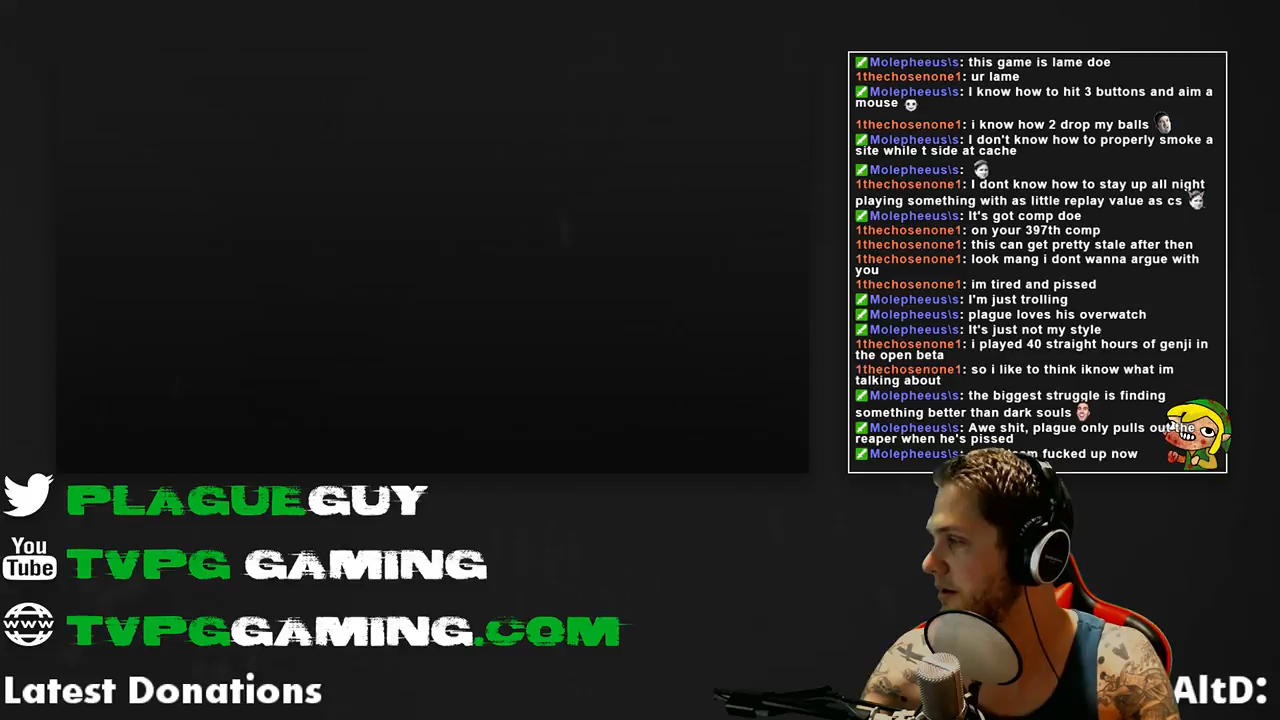 Molepheeus\s: this game is lame doe
1thechosenone1: ur lame
Molepheeus\s: I know how to hit 3 buttons and aim a
mouse
1thechosenone1: i know how 2 drop my balls
Molepheeus\s: I don't know how to properly smoke a
site while t side at cache
Molepheeus\s:
1thechosenone1: I dont know how to stay up all night
playing something with as little replay value as cs
Molepheeus\s: It's got comp doe
1thechosenone1: on your 397th comp
1thechosenone1: this can get pretty stale after then
1thechosenone1: look mang i dont wanna argue with
you
1thechosenone1: im tired and pissed
Molepheeus\s: I'm just trolling
Molepheeus\s: plague loves his overwatch
Molepheeus\s: It's just not my style
1thechosenone1: i played 40 straight hours of genji in
the open beta
1thechosenone1: so i like to think iknow what im
talking about
Molepheeus\s: the biggest struggle is finding
something better than dark souls
Molepheeus\s: Awe shit, plague only pulls out the
reaper when he's pissed
Molepheeus\s: fucked up now
PLAGUEGUY
You
Tube
TVPG GAMING
www
TVPGGAMING.COM
Latest Donations
AltD: